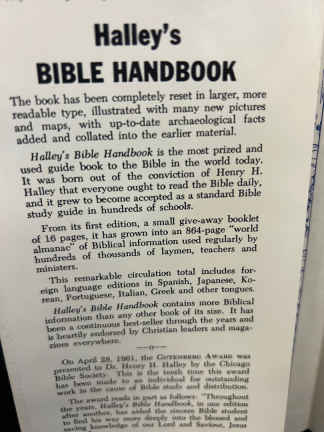 Halley's
BIBLE HANDBOOK
The book has been completely reset in larger, more
readable type, illustrated with many new pictures
and maps, with up-to-date archaeological facts
added and collated into the earlier material.
Halley's Bible Handbook is the most prized and
used guide book to the Bible in the world today.
It was born out of the conviction of Henry H.
Halley that everyone ought to read the Bible daily,
and it grew to become accepted as a standard Bible
study guide in hundreds of schools.
From its first edition, a small give-away booklet
of 16 pages, it has grown into an 864-page "world
almanac" of Biblical information used regularly by
hundreds of thousands of laymen, teachers and
ministers.
This remarkable circulation total includes for-
eign language editions in Spanish, Japanese, Ko-
rean, Portuguese, Italian, Greek and other tongues.
Halley's Bible Handbook contains more Biblical
information than any other book of its size. It has
been a continuous best-seller through the years and
is heartily endorsed by Christian leaders and maga-
zines everywhere.
On April 28, 1961, the GUTENBERG AWARD was
presented to Dr. Henry H. Halley by the Chicago
Bible Society. This is the tenth time this award
has been made to an individual for outstanding
work in the cause of Bible study and distribution.
The award reads in part as follows: "Throughout
the years, Halley's Bible Handbook, in one edition
after another, has aided the sincere Bible student
to find his way more deeply into the blessed and
saving knowledge of our Lord and Saviour, Jesus